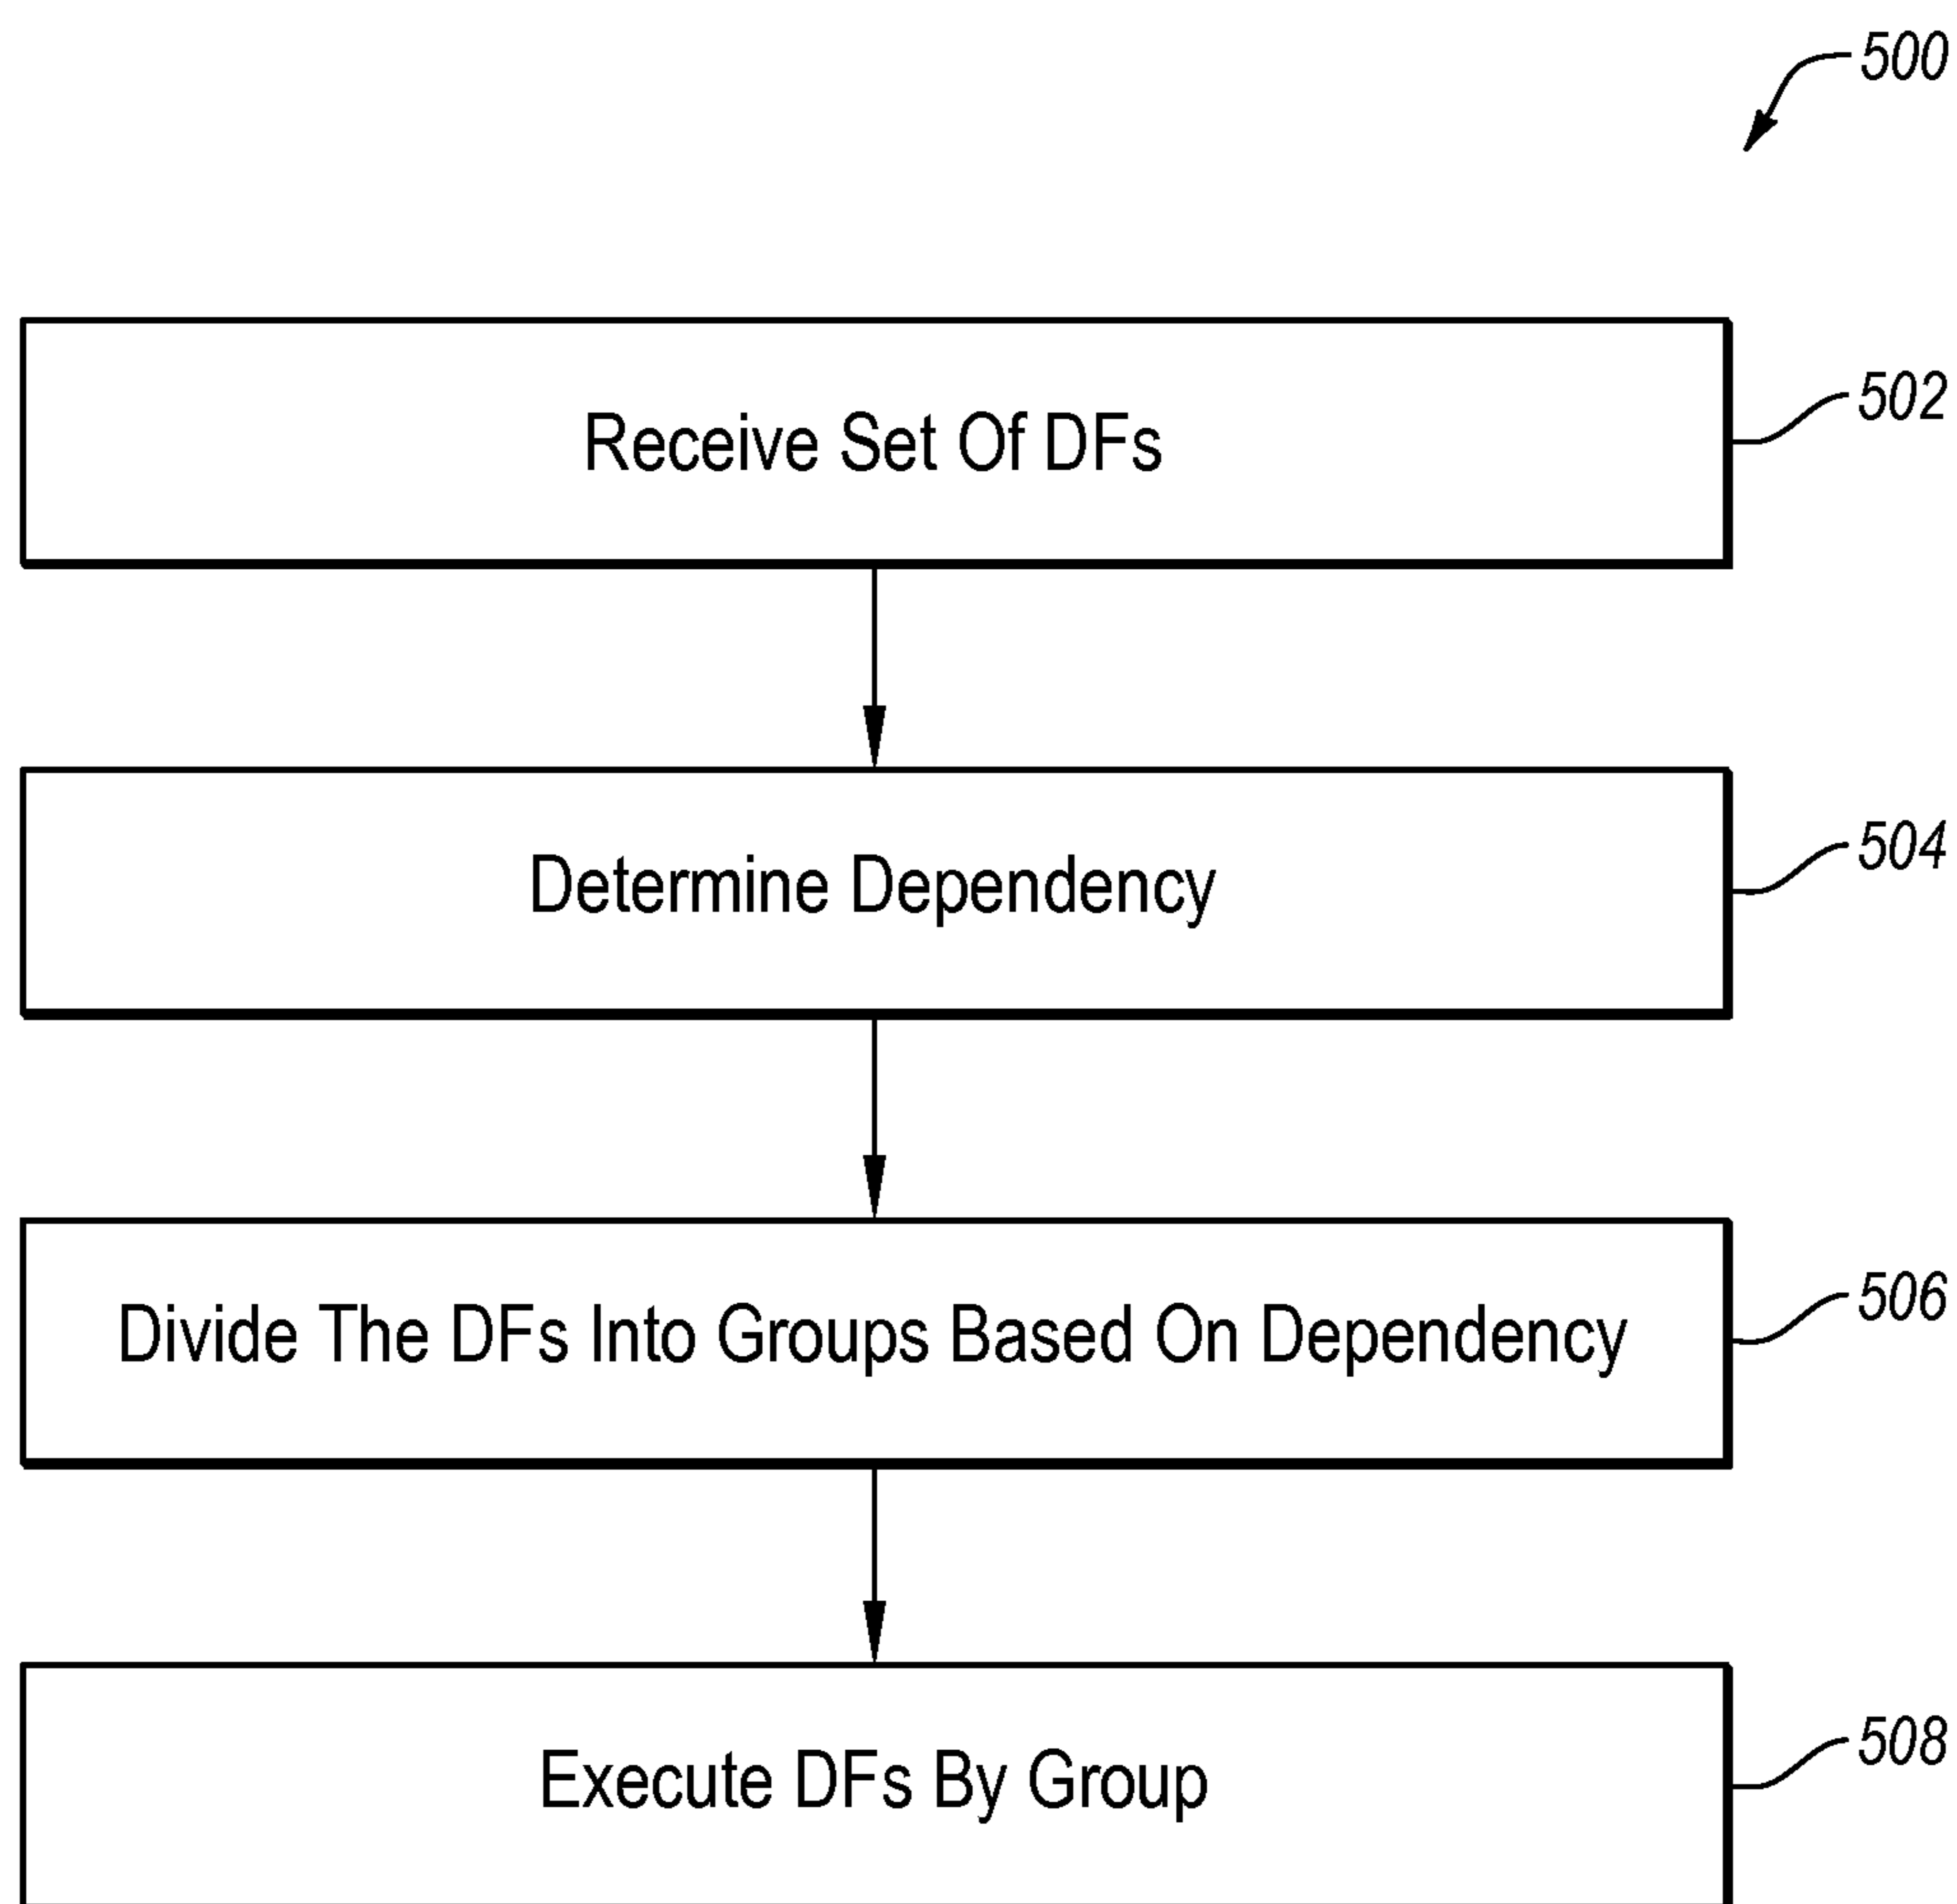 500
Receive Set Of DFs
502
Determine Dependency
504
Divide The DFs Into Groups Based On Dependency
506
Execute DFs By Group
508